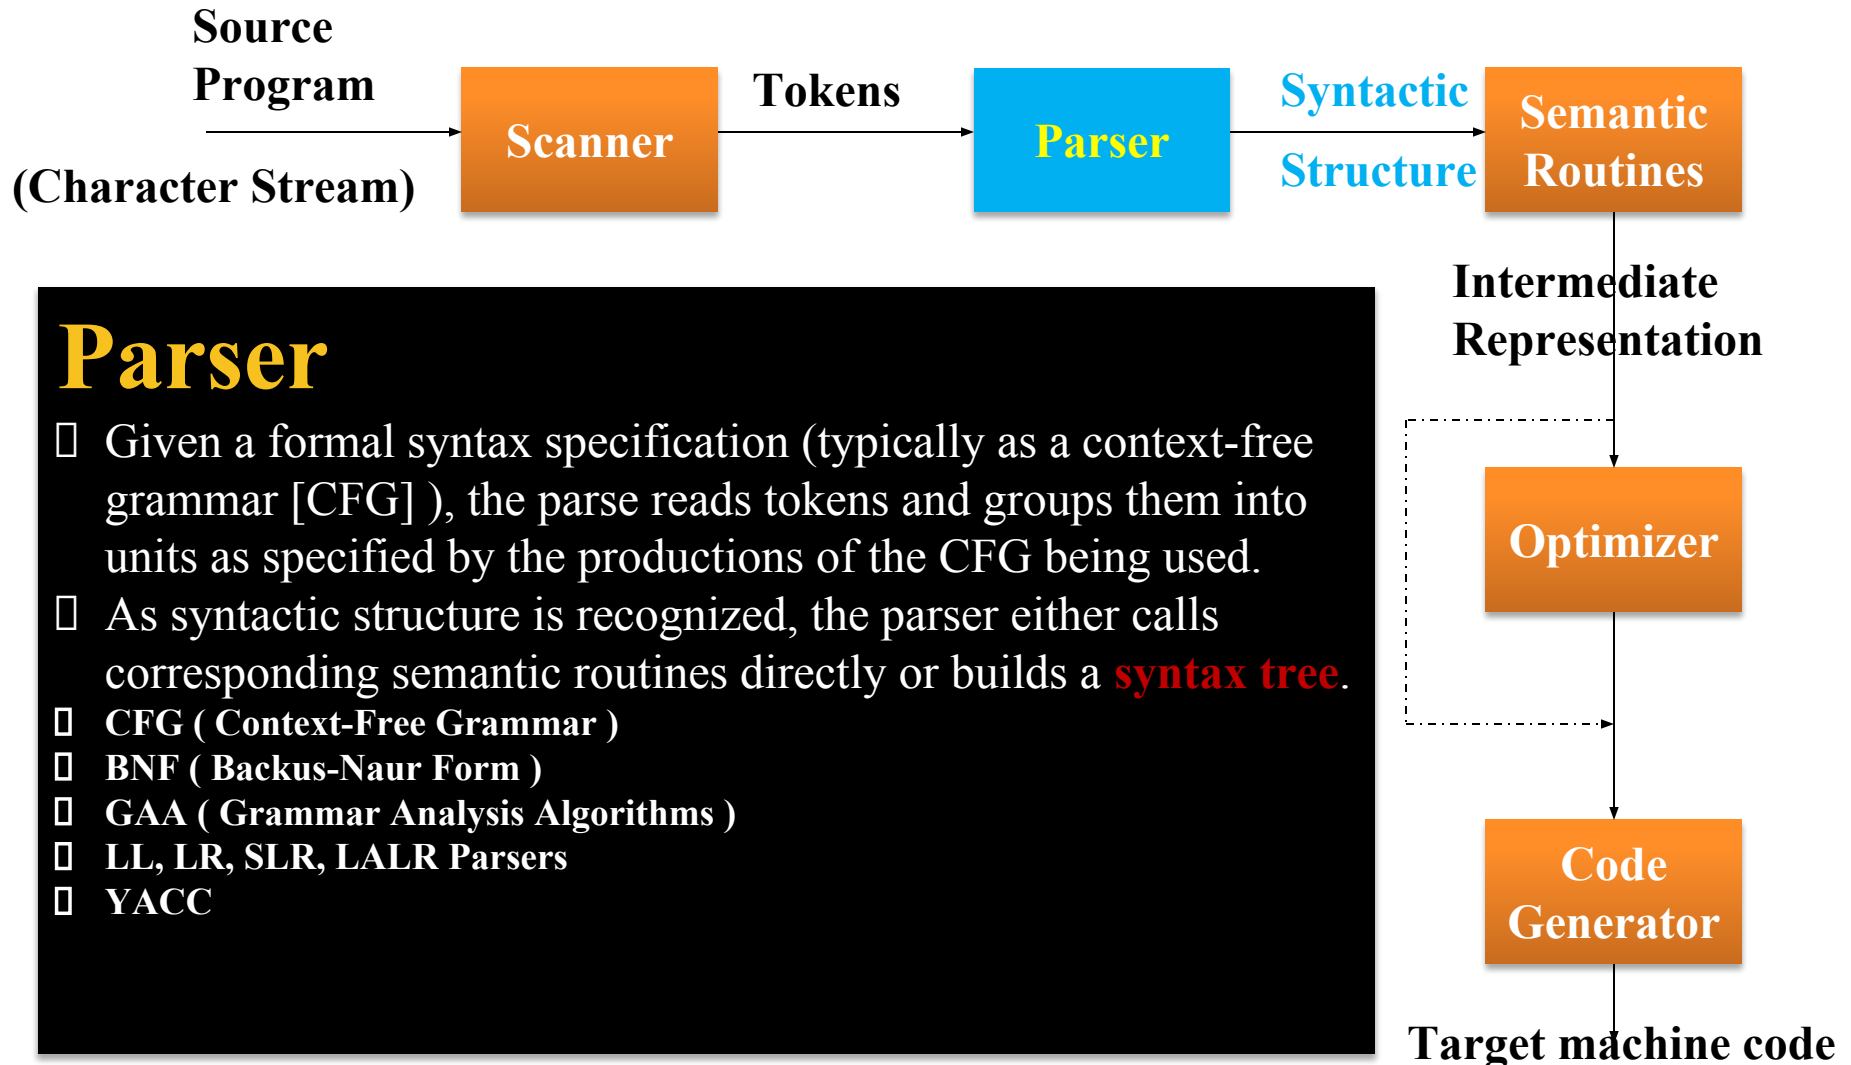 Source
Program
(Character Stream)
Scanner
Tokens
Parser
Syntactic
Structure
Semantic
Routines
Intermediate
Representation
Optimizer
Code
Generator
Target machine code
Parser
Given a formal syntax specification (typically as a context-free
grammar [CFG] ), the parse reads tokens and groups them into
units as specified by the productions of the CFG being used.
As syntactic structure is recognized, the parser either calls
corresponding semantic routines directly or builds a syntax tree.
CFG ( Context-Free Grammar )
BNF ( Backus-Naur Form )
GAA ( Grammar Analysis Algorithms )
LL, LR, SLR, LALR Parsers
YACC